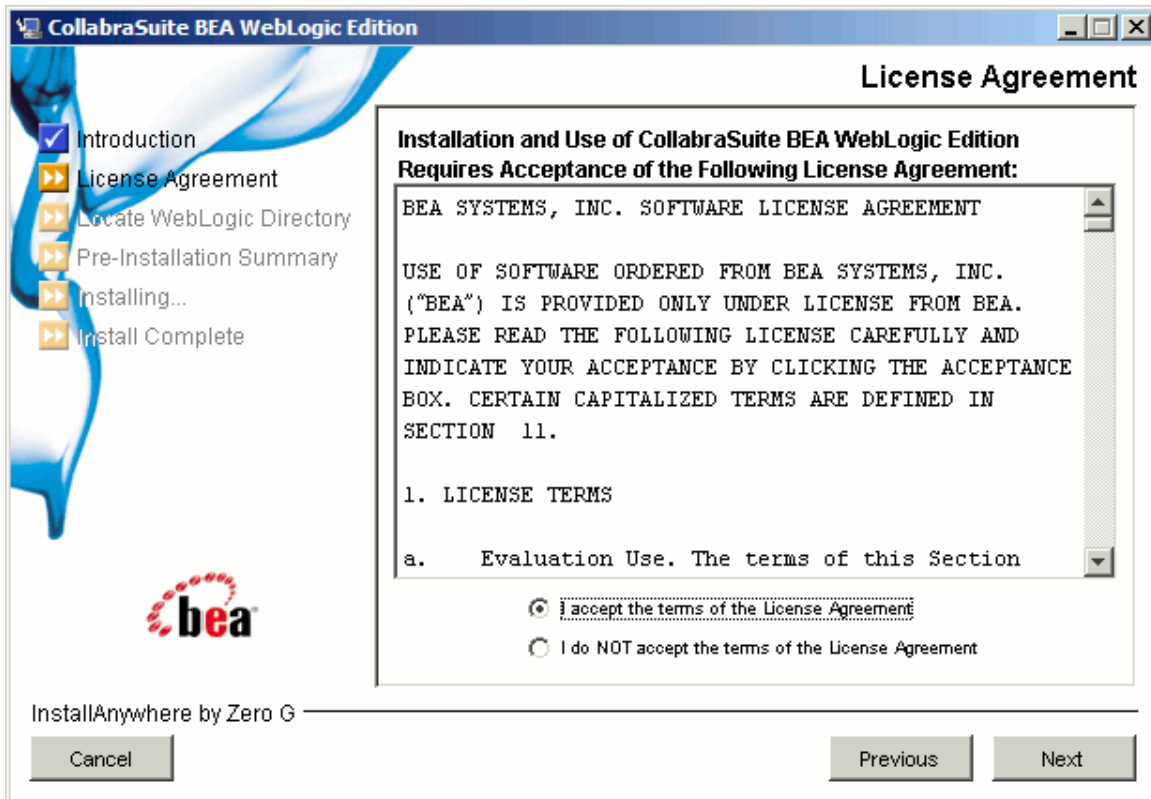 CollabraSuite BEA WebLogic Edition
License Agreement
Introduction
License Agreement
Locate WebLogic Directory
Pre-Installation Summary
Installing...
Install Complete
bea
Installation and Use of CollabraSuite BEA WebLogic Edition
Requires Acceptance of the Following License Agreement:
BEA SYSTEMS, INC. SOFTWARE LICENSE AGREEMENT
USE OF SOFTWARE ORDERED FROM BEA SYSTEMS, INC.
("BEA") IS PROVIDED ONLY UNDER LICENSE FROM BEA.
PLEASE READ THE FOLLOWING LICENSE CAREFULLY AND
INDICATE YOUR ACCEPTANCE BY CLICKING THE ACCEPTANCE
BOX. CERTAIN CAPITALIZED TERMS ARE DEFINED IN
SECTION  11.
1. LICENSE TERMS
a.    Evaluation Use. The terms of this Section
I accept the terms of the License Agreement
I do NOT accept the terms of the License Agreement
InstallAnywhere by Zero G
Cancel
Previous
Next